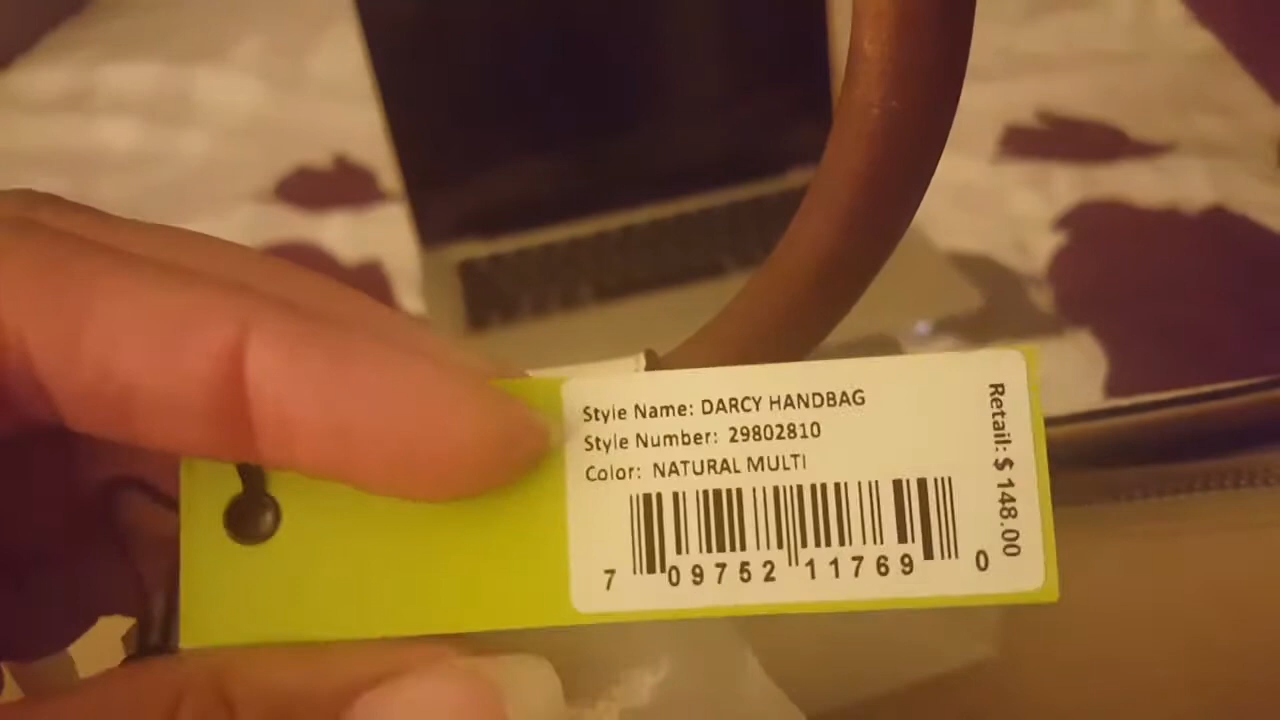 Style Name: DARCY HANDBAG
Style Number: 29802810
Color: NATURAL MULTI
7 09752 11769 0
Retail: $ 148.00